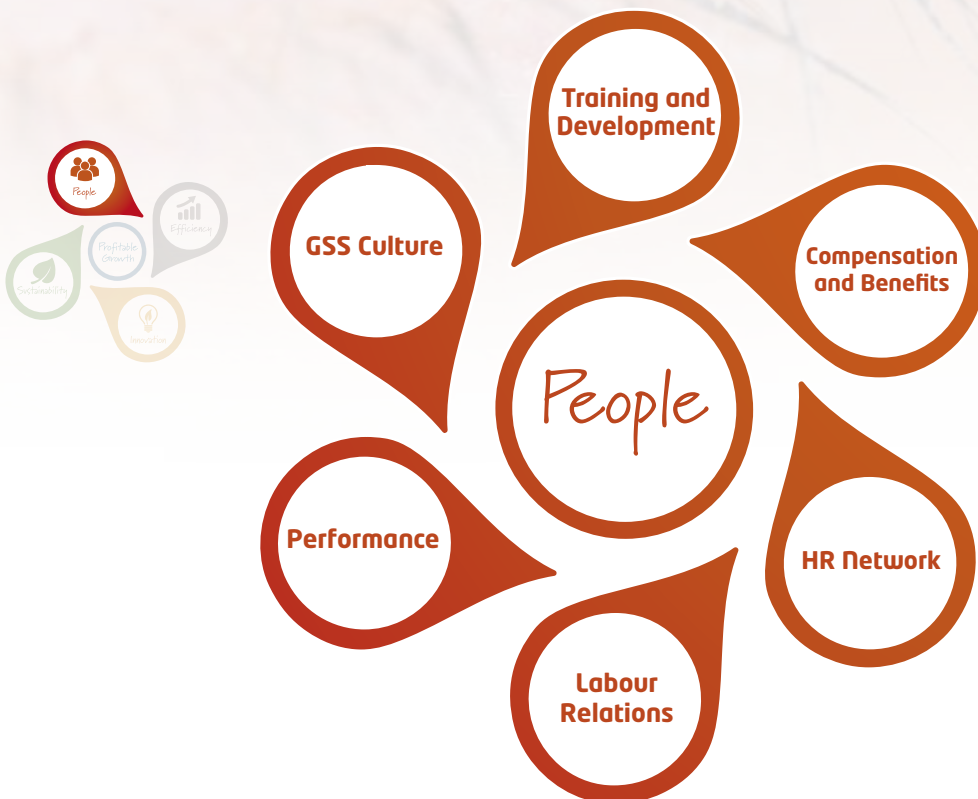 Training and
Development
GSS Culture
Compensation
and Benefits
People
Performance
HR Network
Labour
Relations
People
Efficiency
Profitable
Growth
Sustainability
Innovation